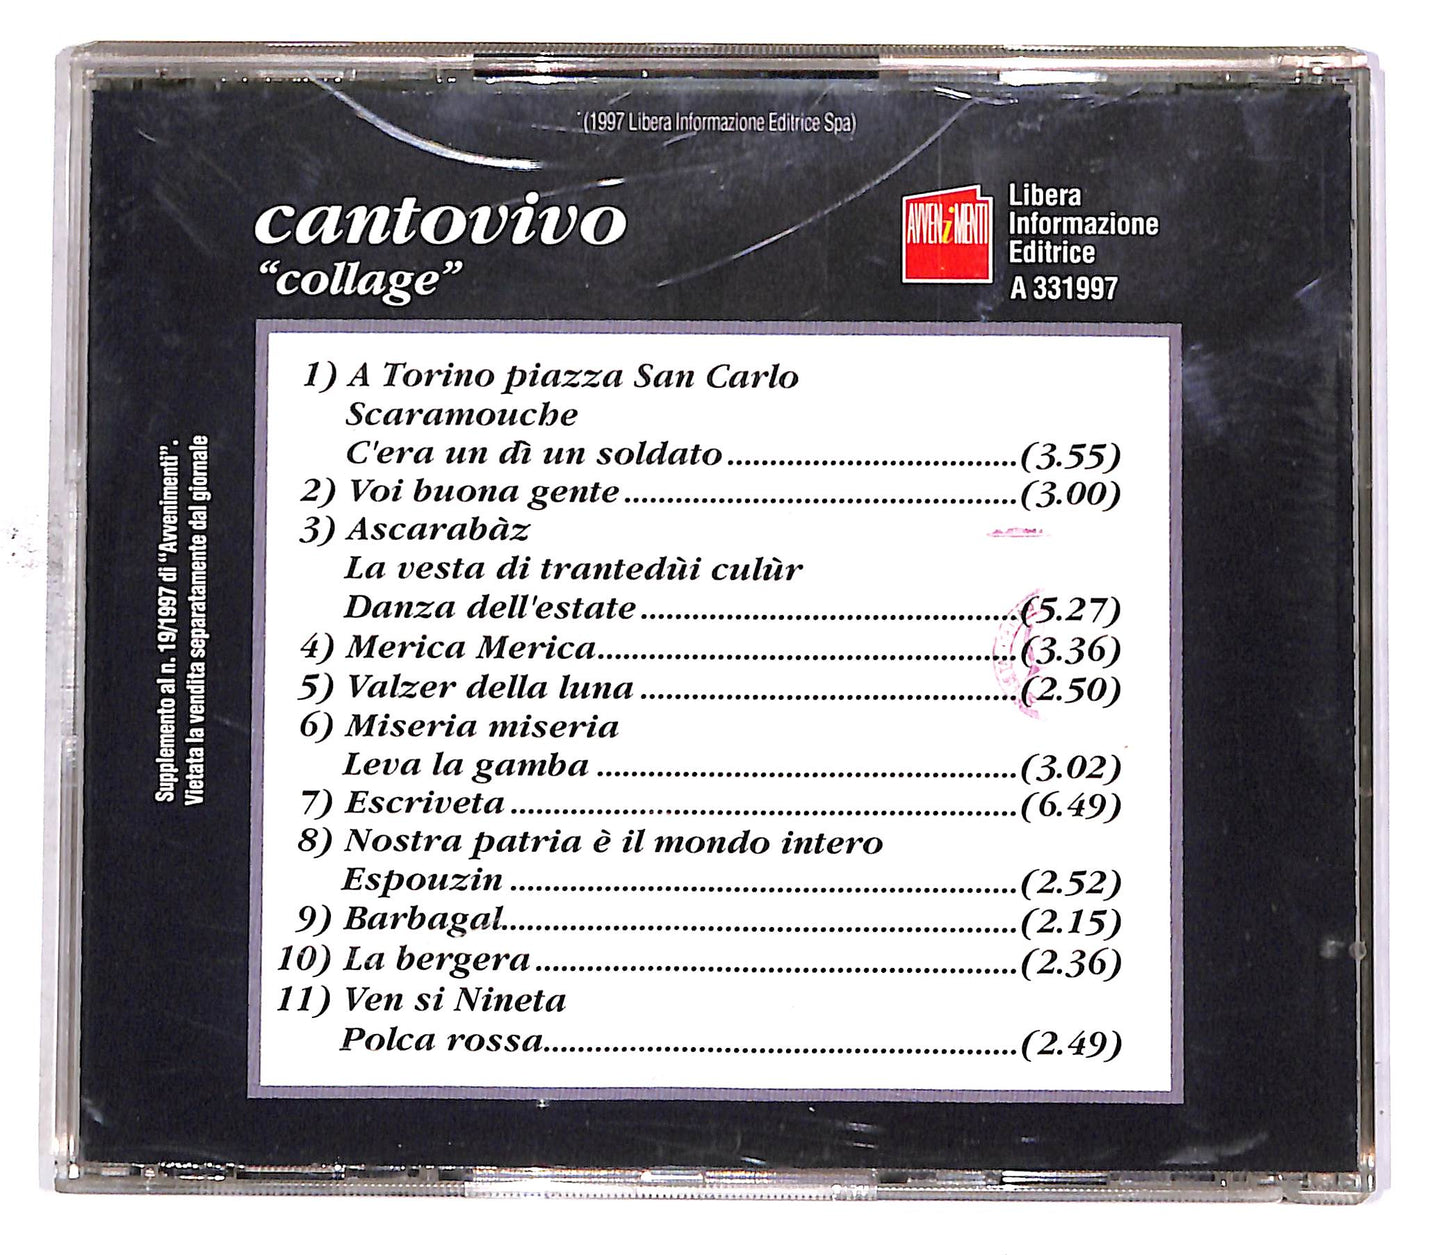 (1997 Libera Informazione Editrice Spa)
cantovivo
"collage"
AVVENiMENTI
Libera
Informazione
Editrice
A 331997
1) A Torino piazza San Carlo
Scaramouche
C'era un dì un soldato.................................(3.55)
2) Voi buona gente.............................................(3.00)
3) Ascarabàz
La vesta di trantedùi culùr
Danza dell'estate...........................................(5.27)
4) Merica Merica................................................(3.36)
5) Valzer della luna...........................................(2.50)
6) Miseria miseria
Leva la gamba................................................(3.02)
7) Escriveta..........................................................(6.49)
8) Nostra patria è il mondo intero
Espouzin..........................................................(2.52)
9) Barbagal...........................................................(2.15)
10) La bergera.......................................................(2.36)
11) Ven si Nineta
Polca rossa......................................................(2.49)
Supplemento al n. 19/1997 di "Avvenimenti".
Vietata la vendita separatamente dal giornale